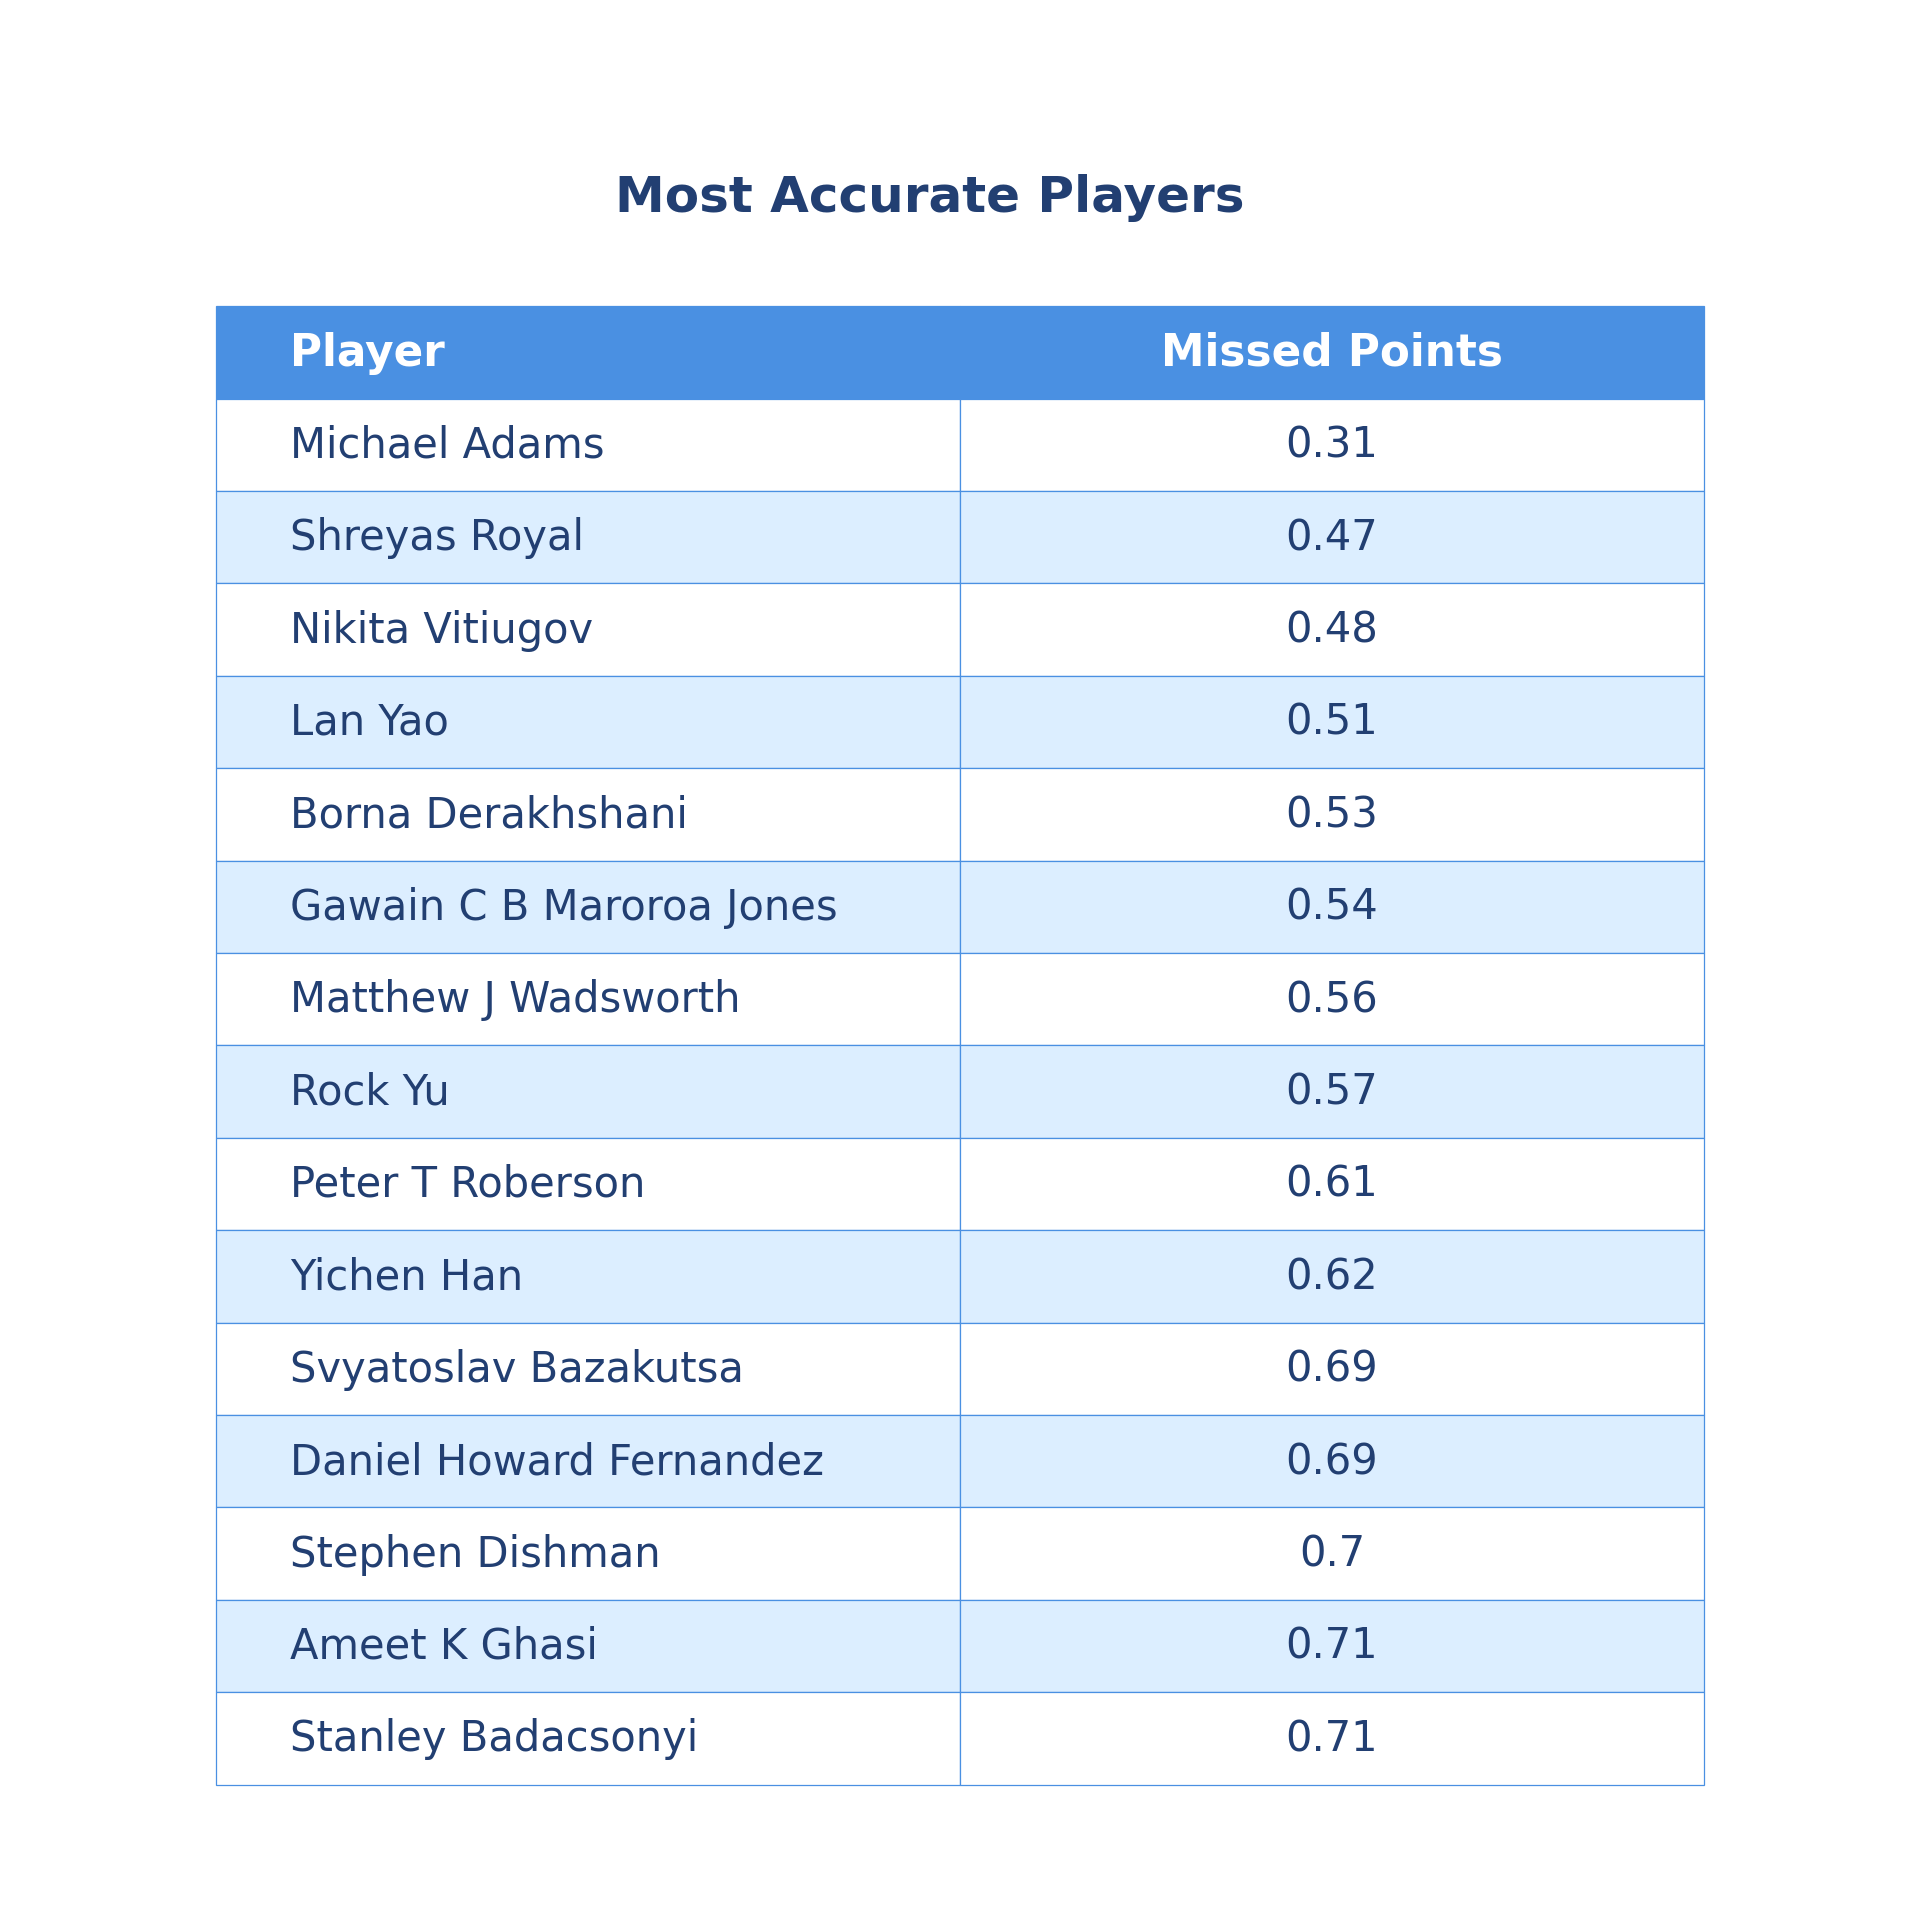 Most Accurate Players
Player Missed Points
Michael Adams 0.31
Shreyas Royal 0.47
Nikita Vitiugov 0.48
Lan Yao 0.51
Borna Derakhshani 0.53
Gawain C B Maroroa Jones 0.54
Matthew J Wadsworth 0.56
Rock Yu 0.57
Peter T Roberson 0.61
Yichen Han 0.62
Svyatoslav Bazakutsa 0.69
Daniel Howard Fernandez 0.69
Stephen Dishman 0.7
Ameet K Ghasi 0.71
Stanley Badacsonyi 0.71